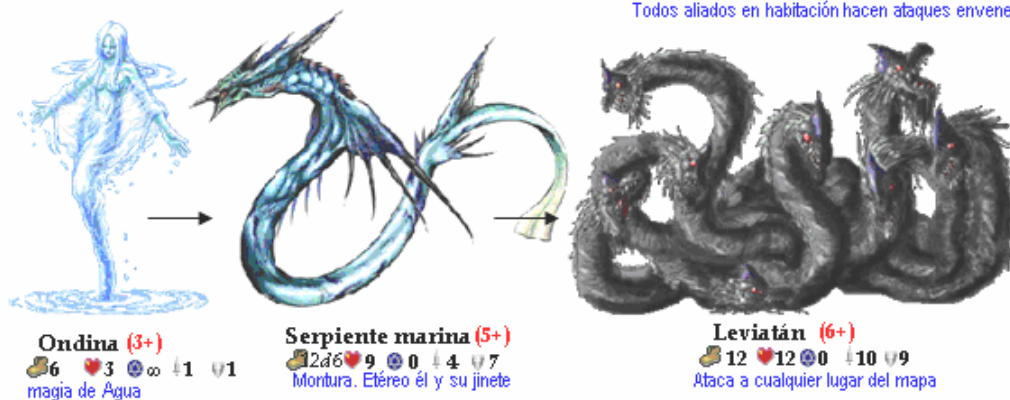 Todos aliados en habitación hacen ataques envene
Ondina (3+)
6 3 ∞ 1 1
magia de Agua
Serpiente marina (5+)
2d6 9 0 4 7
Montura. Etéreo él y su jinete
Leviatán (6+)
12 12 0 10 9
Ataca a cualquier lugar del mapa